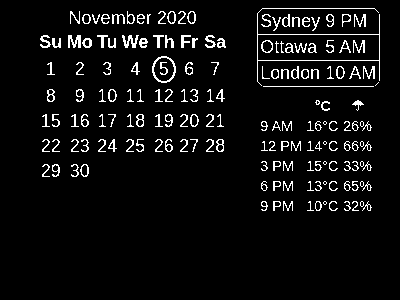 November 2020
Su Mo Tu We Th Fr Sa
1 2 3 4 5 6 7
8 9 10 11 12 13 14
15 16 17 18 19 20 21
22 23 24 25 26 27 28
29 30
Sydney 9 PM
Ottawa 5 AM
London 10 AM
°C ☂
9 AM 16°C 26%
12 PM 14°C 66%
3 PM 15°C 33%
6 PM 13°C 65%
9 PM 10°C 32%